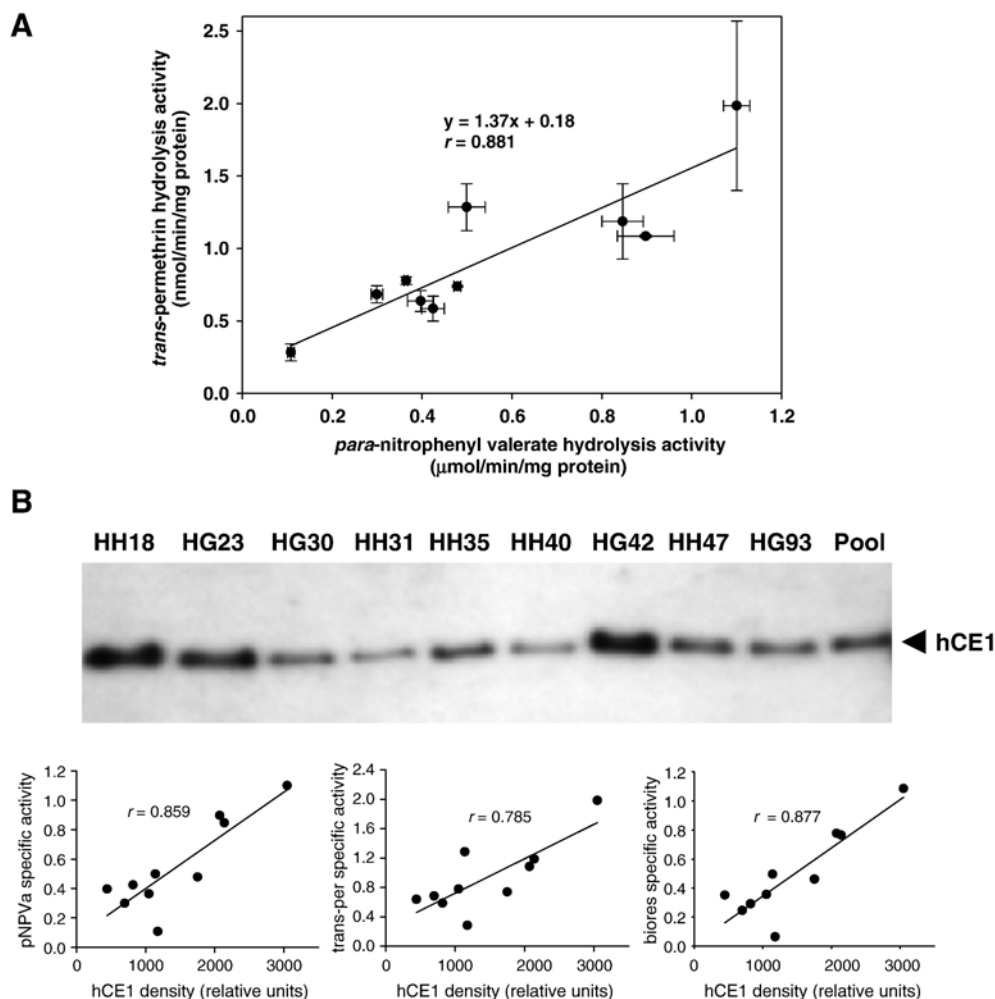 A
trans-permethrin hydrolysis activity
(nmol/min/mg protein)
2.5
2.0
1.5
1.0
0.5
0.0
y = 1.37x + 0.18
r = 0.881
0.0 0.2 0.4 0.6 0.8 1.0 1.2
para-nitrophenyl valerate hydrolysis activity
(μmol/min/mg protein)
B
HH18 HG23 HG30 HH31 HH35 HH40 HG42 HH47 HG93 Pool
hCE1
pNPVa specific activity
1.2
1.0
0.8
0.6
0.4
0.2
0.0
r = 0.859
0 1000 2000 3000
hCE1 density (relative units)
trans-per specific activity
2.4
2.0
1.6
1.2
0.8
0.4
0.0
r = 0.785
0 1000 2000 3000
hCE1 density (relative units)
biores specific activity
1.2
1.0
0.8
0.6
0.4
0.2
0.0
r = 0.877
0 1000 2000 3000
hCE1 density (relative units)